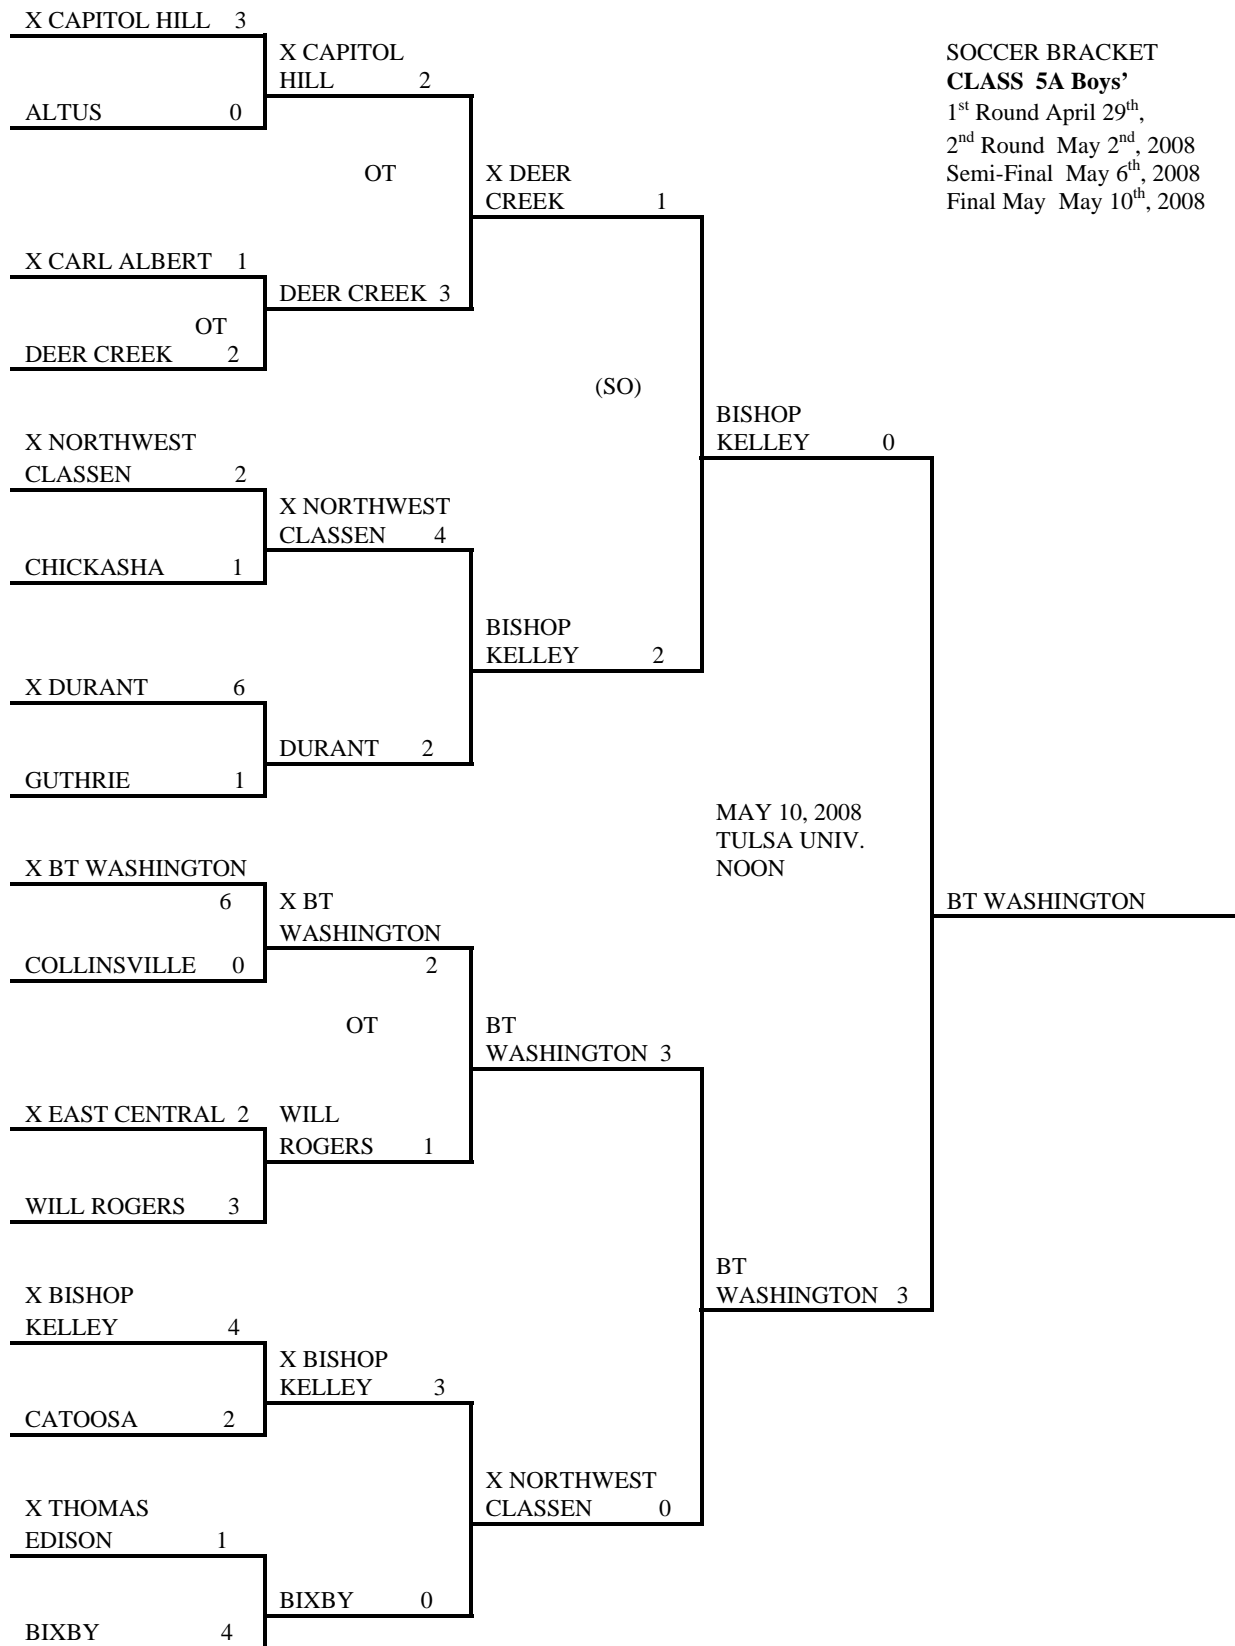 X CAPITOL HILL 3
ALTUS 0
X CARL ALBERT 1
OT
DEER CREEK 2
X NORTHWEST
CLASSEN 2
CHICKASHA 1
X DURANT 6
GUTHRIE 1
X BT WASHINGTON
6
COLLINSVILLE 0
X EAST CENTRAL 2
WILL ROGERS 3
X BISHOP
KELLEY 4
CATOOSA 2
X THOMAS
EDISON 1
BIXBY 4
X CAPITOL
HILL 2
OT
DEER CREEK 3
X NORTHWEST
CLASSEN 4
DURANT 2
X BT
WASHINGTON
2
OT
WILL
ROGERS 1
X BISHOP
KELLEY 3
BIXBY 0
X DEER
CREEK 1
(SO)
BISHOP
KELLEY 2
BT
WASHINGTON 3
X NORTHWEST
CLASSEN 0
BISHOP
KELLEY 0
MAY 10, 2008
TULSA UNIV.
NOON
BT
WASHINGTON 3
SOCCER BRACKET
CLASS 5A Boys'
1st Round April 29th,
2nd Round May 2nd, 2008
Semi-Final May 6th, 2008
Final May May 10th, 2008
BT WASHINGTON